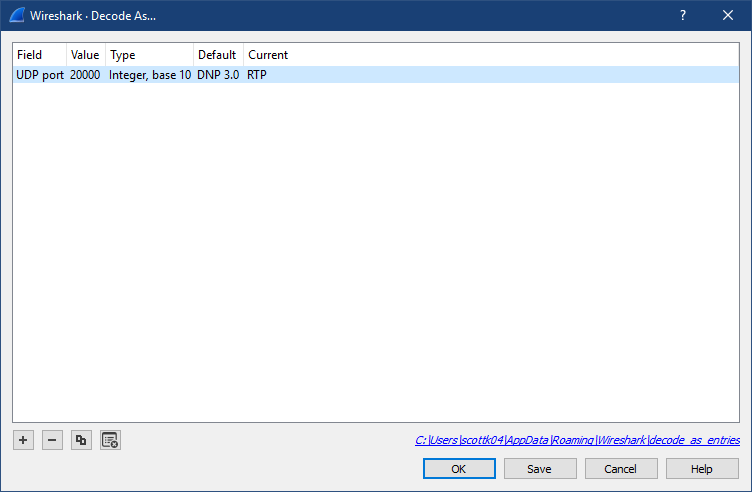 Wireshark · Decode As...
?
Field Value Type Default Current
UDP port 20000 Integer, base 10 DNP 3.0 RTP
C:\Users\scottk04\AppData\Roaming\Wireshark\decode_as_entries
OK Save Cancel Help